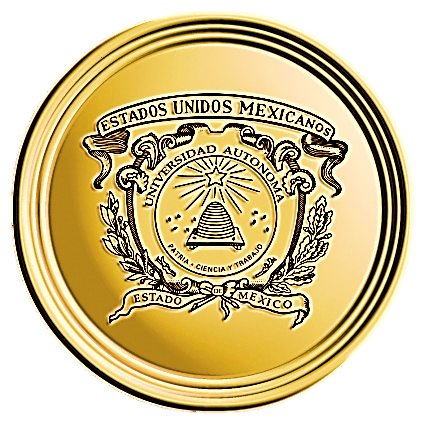 ESTADOS UNIDOS MEXICANOS
UNIVERSIDAD AUTONOMA
PATRIA - CIENCIA Y TRABAJO
ESTADO DE MEXICO